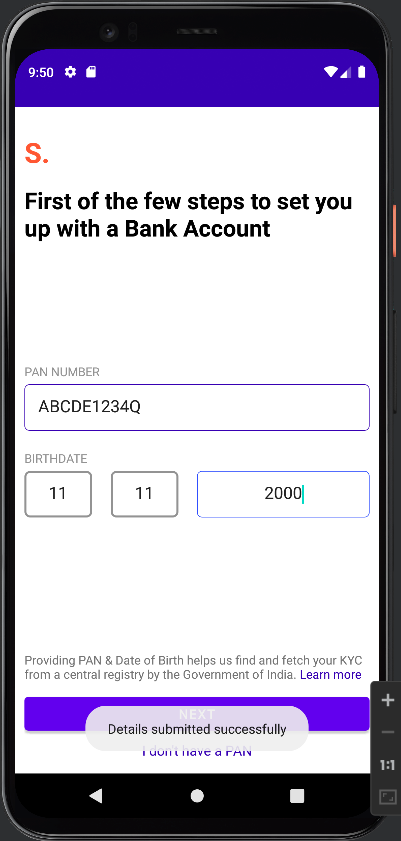 9:50
S.
First of the few steps to set you
up with a Bank Account
PAN NUMBER
ABCDE1234Q
BIRTHDATE
11 11 2000
Providing PAN & Date of Birth helps us find and fetch your KYC
from a central registry by the Government of India. Learn more
NEXT
Details submitted successfully
I don't have a PAN
1:1